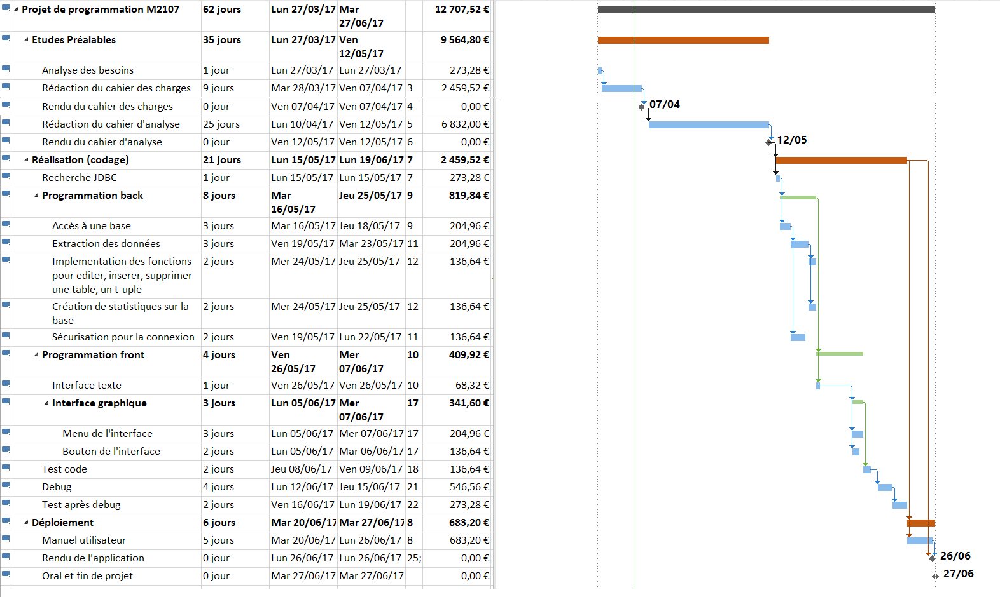 Projet de programmation M2107 62 jours Lun 27/03/17 Mar 27/06/17 12 707,52 €
Etudes Préalables 35 jours Lun 27/03/17 Ven 12/05/17 9 564,80 €
Analyse des besoins 1 jour Lun 27/03/17 Lun 27/03/17 273,28 €
Rédaction du cahier des charges 9 jours Mar 28/03/17 Ven 07/04/17 3 2 459,52 €
Rendu du cahier des charges 0 jour Ven 07/04/17 Ven 07/04/17 4 0,00 € 07/04
Rédaction du cahier d'analyse 25 jours Lun 10/04/17 Ven 12/05/17 5 6 832,00 €
Rendu du cahier d'analyse 0 jour Ven 12/05/17 Ven 12/05/17 6 0,00 € 12/05
Réalisation (codage) 21 jours Lun 15/05/17 Lun 19/06/17 7 2 459,52 €
Recherche JDBC 1 jour Lun 15/05/17 Lun 15/05/17 7 273,28 €
Programmation back 8 jours Mar 16/05/17 Jeu 25/05/17 9 819,84 €
Accès à une base 3 jours Mar 16/05/17 Jeu 18/05/17 9 204,96 €
Extraction des données 3 jours Ven 19/05/17 Mar 23/05/17 11 204,96 €
Implementation des fonctions 2 jours Mer 24/05/17 Jeu 25/05/17 12 136,64 €
pour editer, inserer, supprimer
une table, un t-uple
Création de statistiques sur la 2 jours Mer 24/05/17 Jeu 25/05/17 12 136,64 €
base
Sécurisation pour la connexion 2 jours Ven 19/05/17 Lun 22/05/17 11 136,64 €
Programmation front 4 jours Ven 26/05/17 Mer 07/06/17 10 409,92 €
Interface texte 1 jour Ven 26/05/17 Ven 26/05/17 10 68,32 €
Interface graphique 3 jours Lun 05/06/17 Mer 07/06/17 17 341,60 €
Menu de l'interface 3 jours Lun 05/06/17 Mer 07/06/17 17 204,96 €
Bouton de l'interface 2 jours Lun 05/06/17 Mar 06/06/17 17 136,64 €
Test code 2 jours Jeu 08/06/17 Ven 09/06/17 18 136,64 €
Debug 4 jours Lun 12/06/17 Jeu 15/06/17 21 546,56 €
Test après debug 2 jours Ven 16/06/17 Lun 19/06/17 22 273,28 €
Déploiement 6 jours Mar 20/06/17 Mar 27/06/17 8 683,20 €
Manuel utilisateur 5 jours Mar 20/06/17 Lun 26/06/17 8 683,20 €
Rendu de l'application 0 jour Lun 26/06/17 Lun 26/06/17 25; 0,00 € 26/06
Oral et fin de projet 0 jour Mar 27/06/17 Mar 27/06/17 0,00 € 27/06